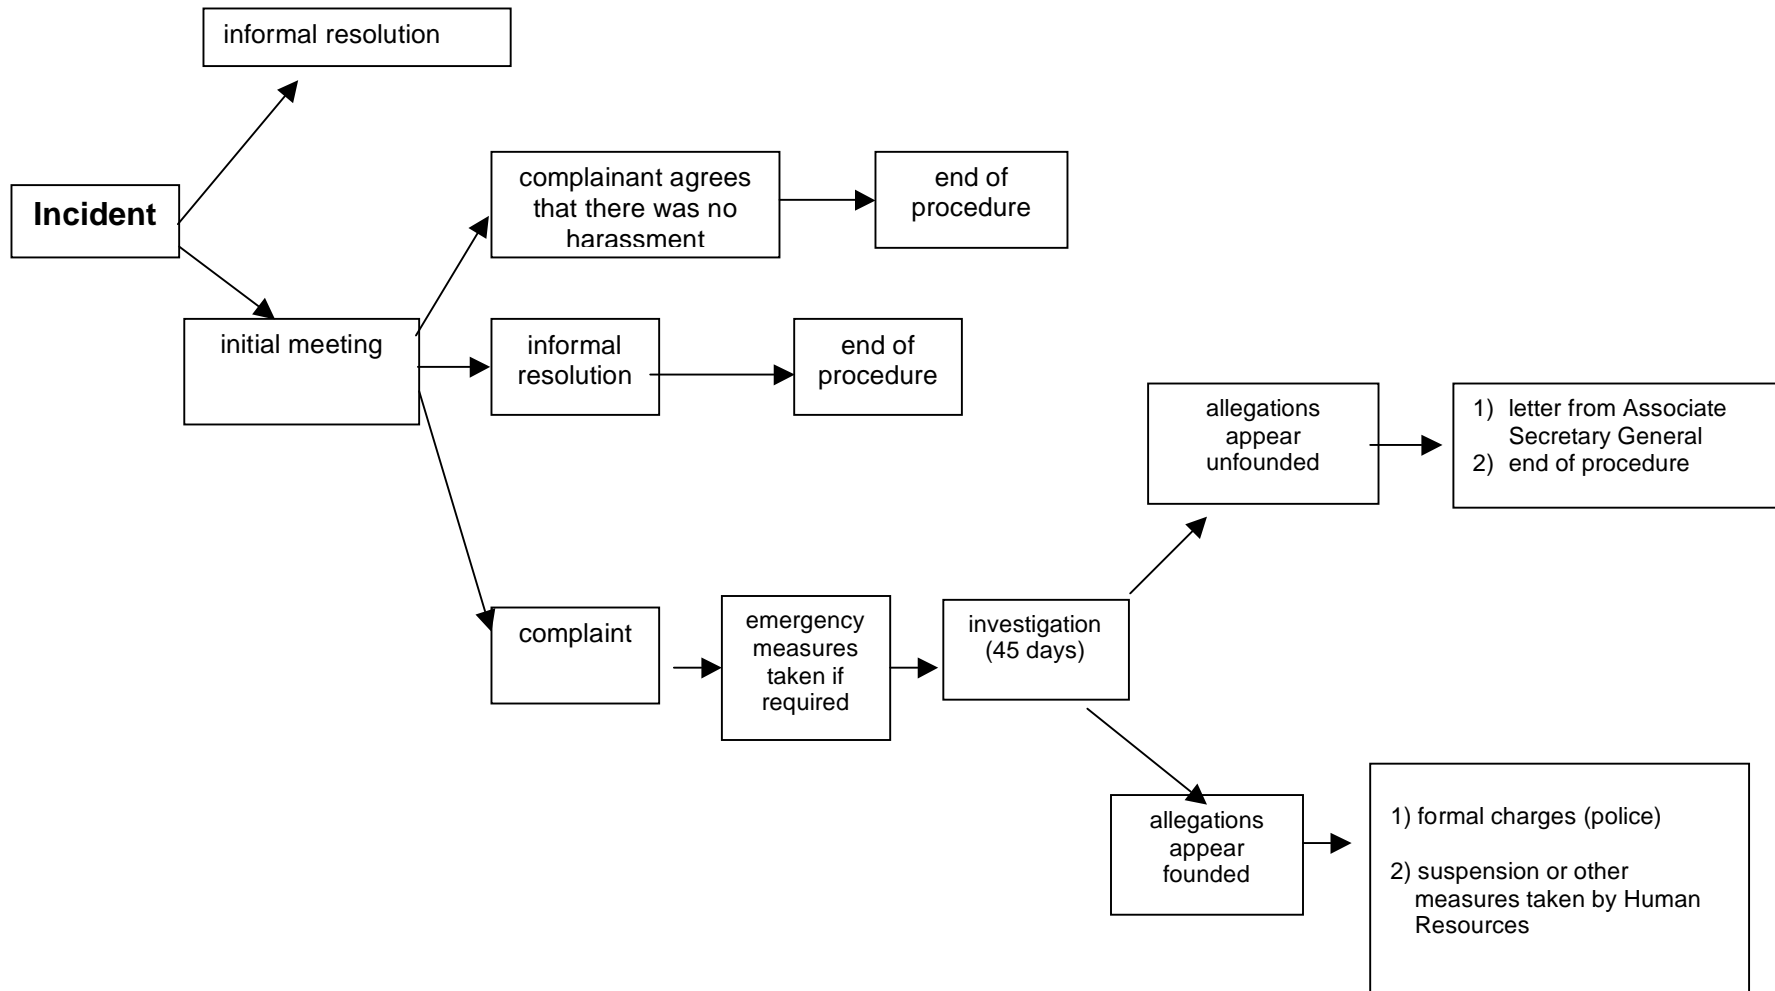 informal resolution
Incident
complainant agrees
that there was no
harassment
end of
procedure
initial meeting
informal
resolution
end of
procedure
allegations
appear
unfounded
1) letter from Associate
Secretary General
2) end of procedure
complaint
emergency
measures
taken if
required
investigation
(45 days)
allegations
appear
founded
1) formal charges (police)
2) suspension or other
measures taken by Human
Resources